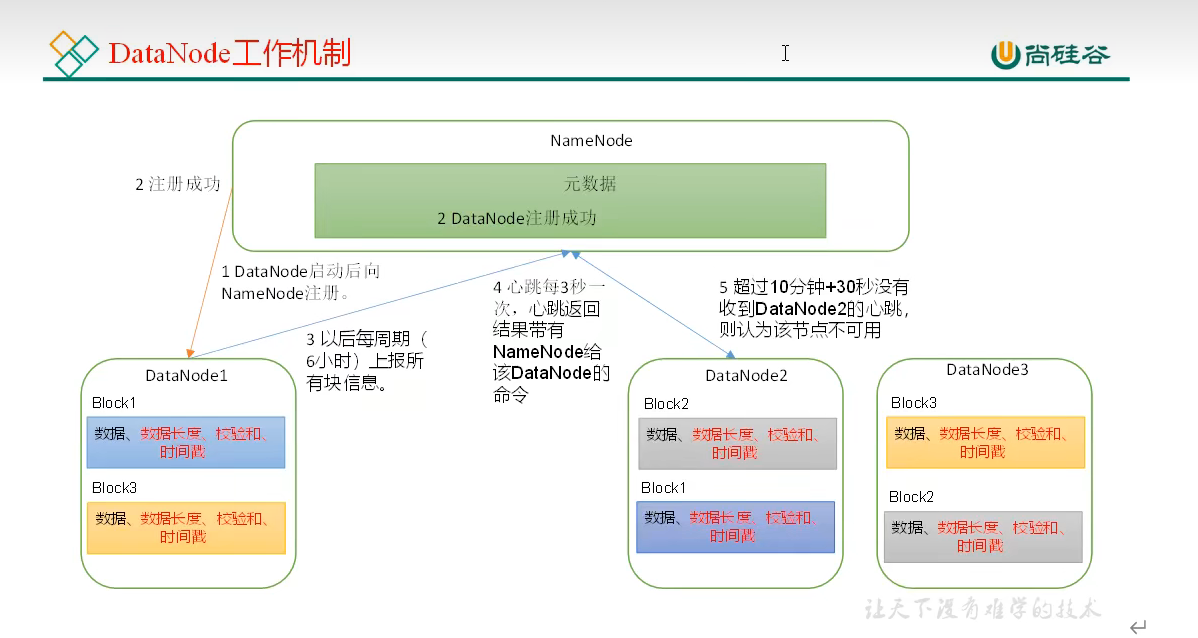 DataNode工作机制
尚硅谷
NameNode
元数据
2 DataNode注册成功
2 注册成功
1 DataNode启动后向
NameNode注册。
3 以后每周期（
6小时）上报所
有块信息。
4 心跳每3秒一
次，心跳返回
结果带有
NameNode给
该DataNode的
命令
5 超过10分钟+30秒没有
收到DataNode2的心跳，
则认为该节点不可用
DataNode1
Block1
数据、数据长度、校验和、
时间戳
Block3
数据、数据长度、校验和、
时间戳
DataNode2
Block2
数据、数据长度、校验和、
时间戳
Block1
数据、数据长度、校验和、
时间戳
DataNode3
Block3
数据、数据长度、校验和、
时间戳
Block2
数据、数据长度、校验和、
时间戳
让天下没有难学的技术